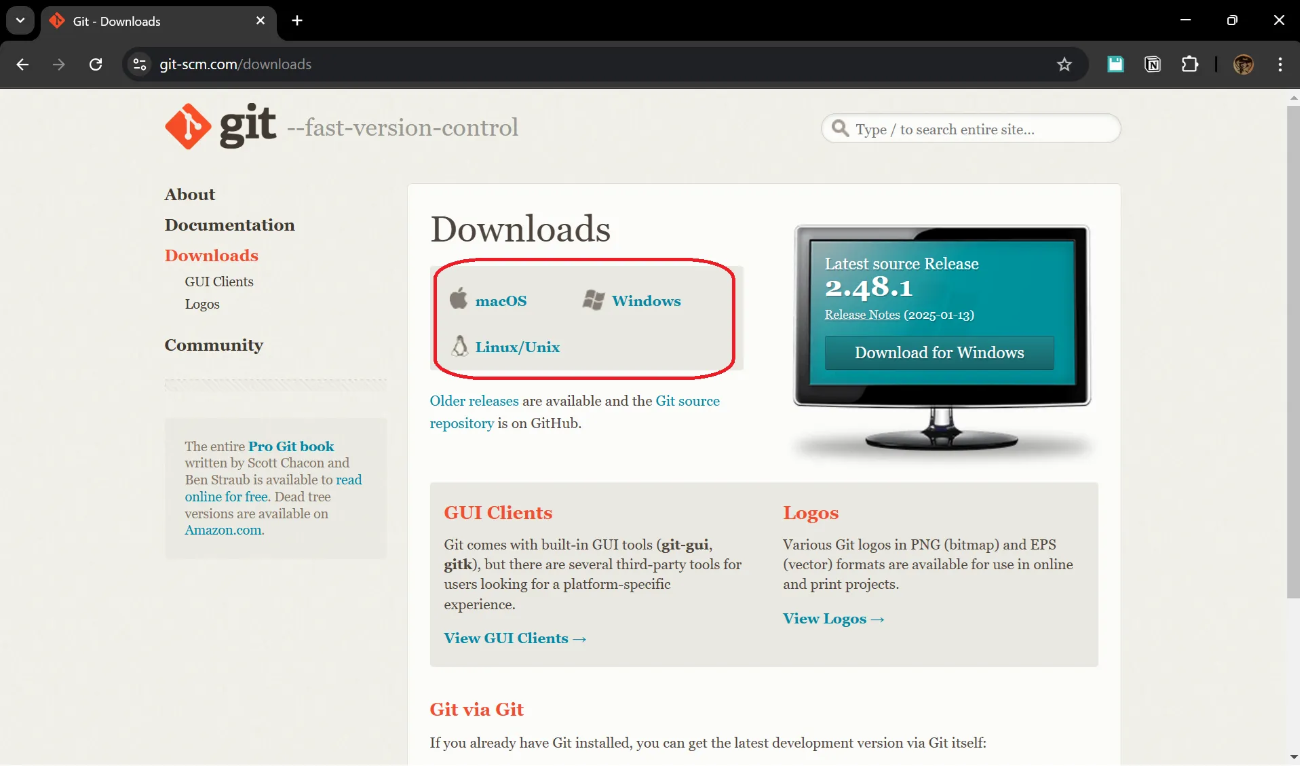 Git - Downloads
git-scm.com/downloads
git --fast-version-control
Type / to search entire site...
About
Documentation
Downloads
GUI Clients
Logos
Community
The entire Pro Git book
written by Scott Chacon and
Ben Straub is available to read
online for free. Dead tree
versions are available on
Amazon.com.
Downloads
macOS
Windows
Linux/Unix
Older releases are available and the Git source
repository is on GitHub.
Latest source Release
2.48.1
Release Notes (2025-01-13)
Download for Windows
GUI Clients
Git comes with built-in GUI tools (git-gui,
gitk), but there are several third-party tools for
users looking for a platform-specific
experience.
View GUI Clients →
Logos
Various Git logos in PNG (bitmap) and EPS
(vector) formats are available for use in online
and print projects.
View Logos →
Git via Git
If you already have Git installed, you can get the latest development version via Git itself: